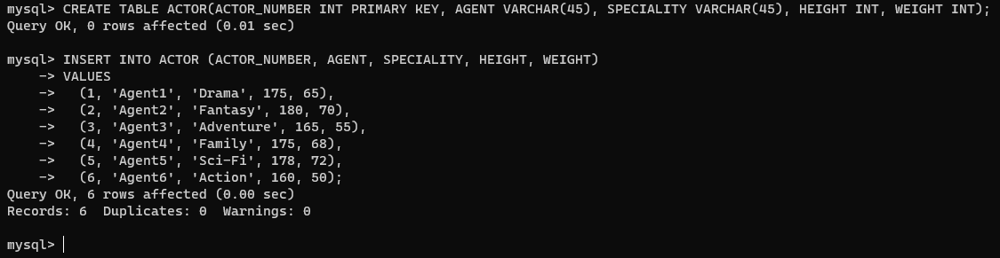 mysql> CREATE TABLE ACTOR(ACTOR_NUMBER INT PRIMARY KEY, AGENT VARCHAR(45), SPECIALITY VARCHAR(45), HEIGHT INT, WEIGHT INT);
Query OK, 0 rows affected (0.01 sec)

mysql> INSERT INTO ACTOR (ACTOR_NUMBER, AGENT, SPECIALITY, HEIGHT, WEIGHT)
    -> VALUES
    ->   (1, 'Agent1', 'Drama', 175, 65),
    ->   (2, 'Agent2', 'Fantasy', 180, 70),
    ->   (3, 'Agent3', 'Adventure', 165, 55),
    ->   (4, 'Agent4', 'Family', 175, 68),
    ->   (5, 'Agent5', 'Sci-Fi', 178, 72),
    ->   (6, 'Agent6', 'Action', 160, 50);
Query OK, 6 rows affected (0.00 sec)
Records: 6  Duplicates: 0  Warnings: 0

mysql>